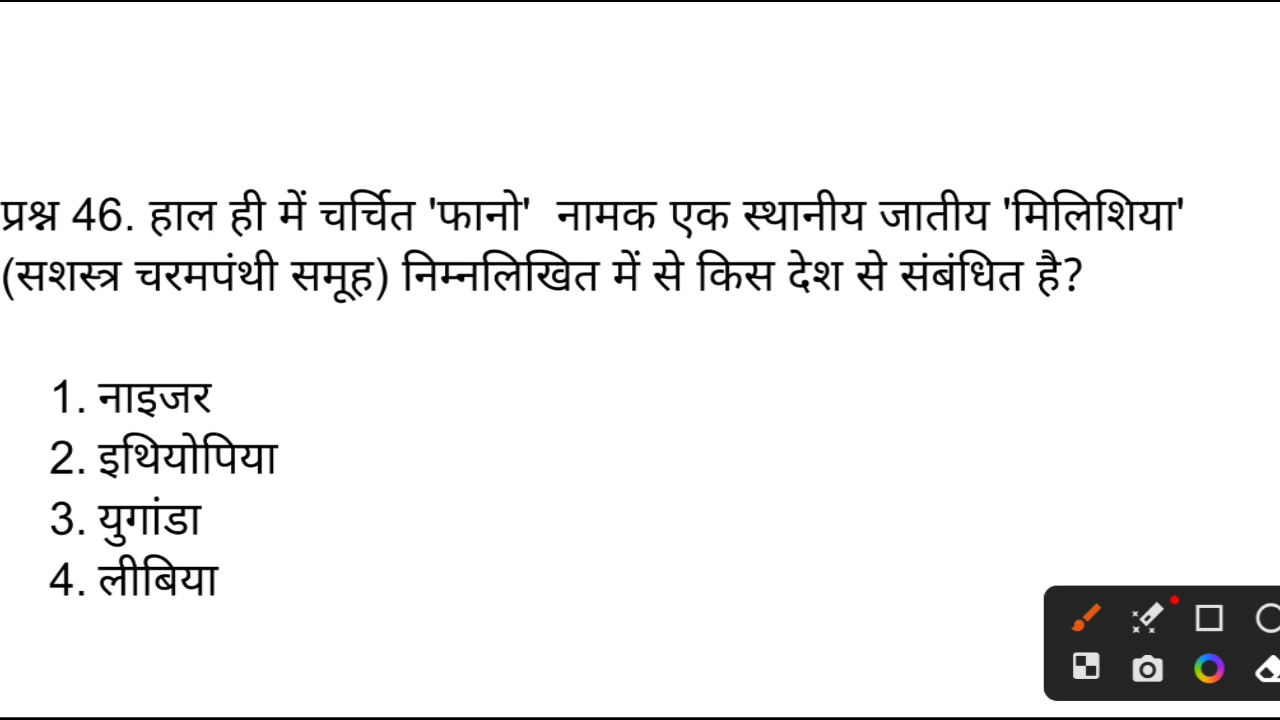 प्रश्न 46. हाल ही में चर्चित 'फानो' नामक एक स्थानीय जातीय 'मिलिशिया'
(सशस्त्र चरमपंथी समूह) निम्नलिखित में से किस देश से संबंधित है?
1. नाइजर
2. इथियोपिया
3. युगांडा
4. लीबिया